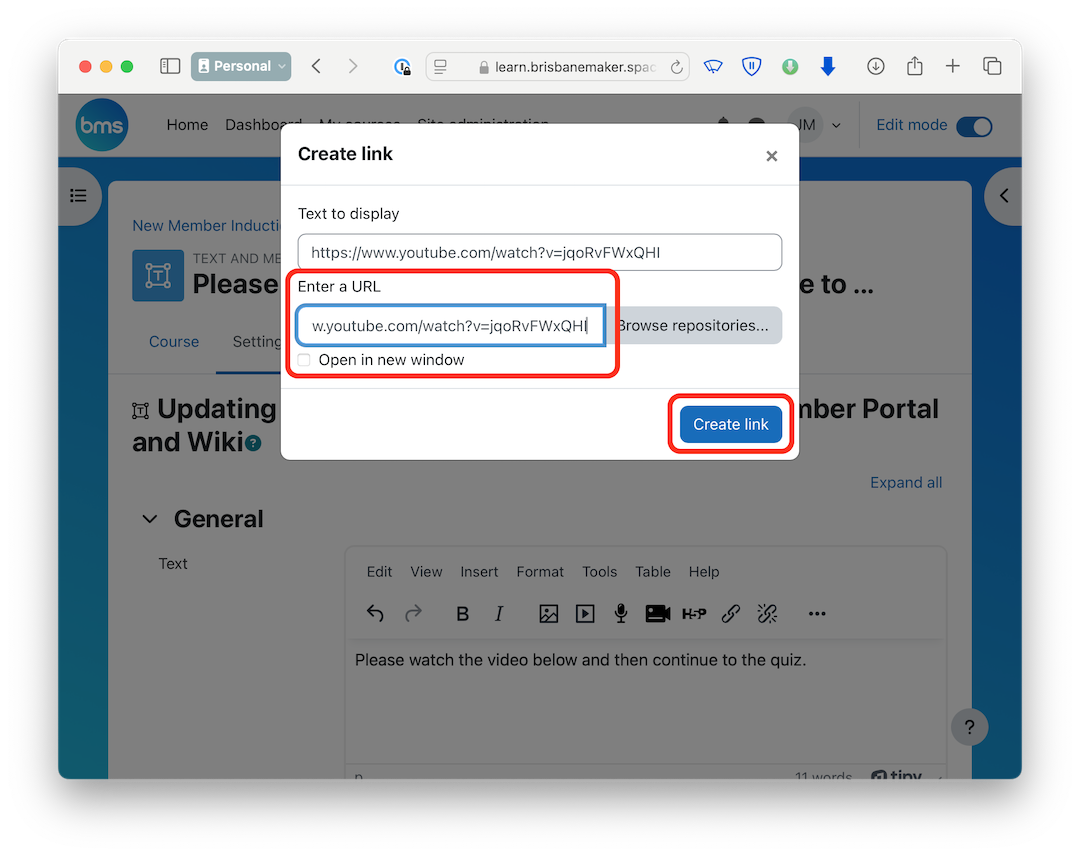 Personal
learn.brisbanemaker.spac
bms
Home Dashboard My courses Site administration JM Edit mode
Create link
Text to display
https://www.youtube.com/watch?v=jqoRvFWxQHI
Enter a URL
w.youtube.com/watch?v=jqoRvFWxQHI Browse repositories...
Open in new window
Create link
New Member Inducti
TEXT AND ME
Please e to ...
Course Setting
Updating mber Portal
and Wiki ?
Expand all
General
Text
Edit View Insert Format Tools Table Help
B I H-P ...
Please watch the video below and then continue to the quiz.
p 11 words tiny
?